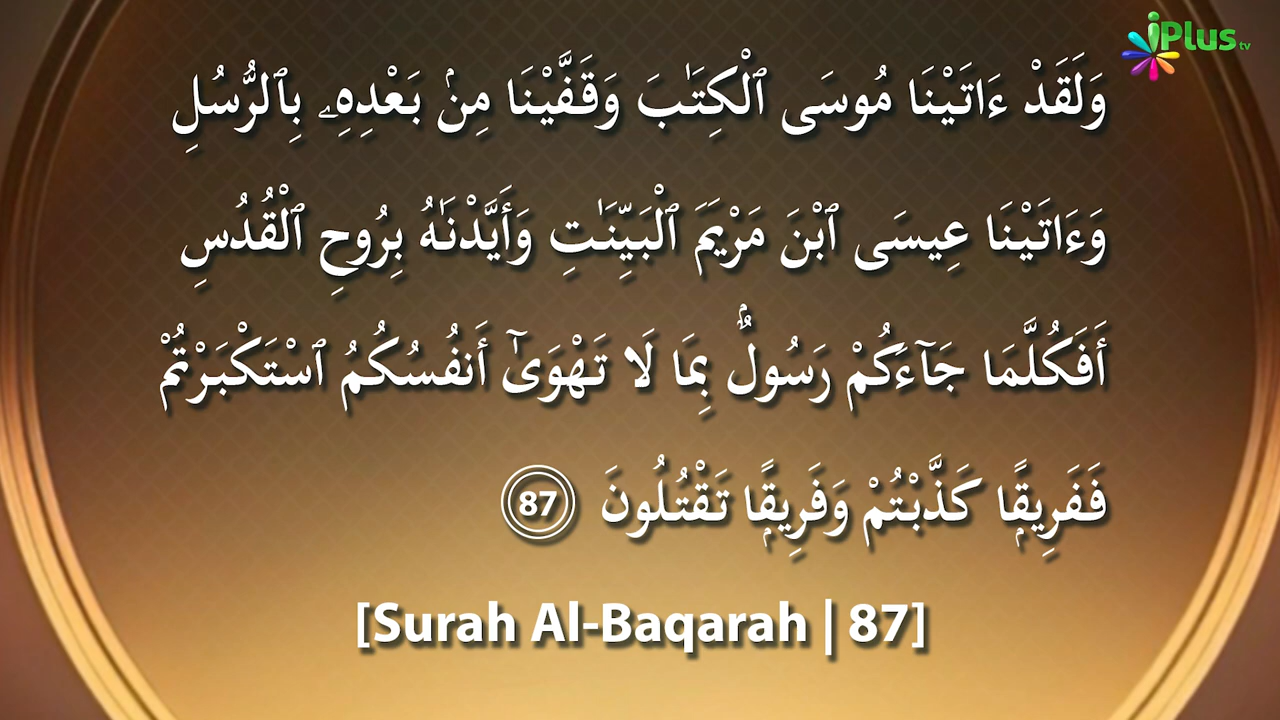 iPlus tv
وَلَقَدْ ءَاتَيْنَا مُوسَى ٱلْكِتَـٰبَ وَقَفَّيْنَا مِنۢ بَعْدِهِۦ بِٱلرُّسُلِ
وَءَاتَيْنَا عِيسَى ٱبْنَ مَرْيَمَ ٱلْبَيِّنَـٰتِ وَأَيَّدْنَـٰهُ بِرُوحِ ٱلْقُدُسِ
أَفَكُلَّمَا جَآءَكُمْ رَسُولٌۢ بِمَا لَا تَهْوَىٰٓ أَنفُسُكُمُ ٱسْتَكْبَرْتُمْ
فَفَرِيقًۭا كَذَّبْتُمْ وَفَرِيقًۭا تَقْتُلُونَ 87
[Surah Al-Baqarah | 87]